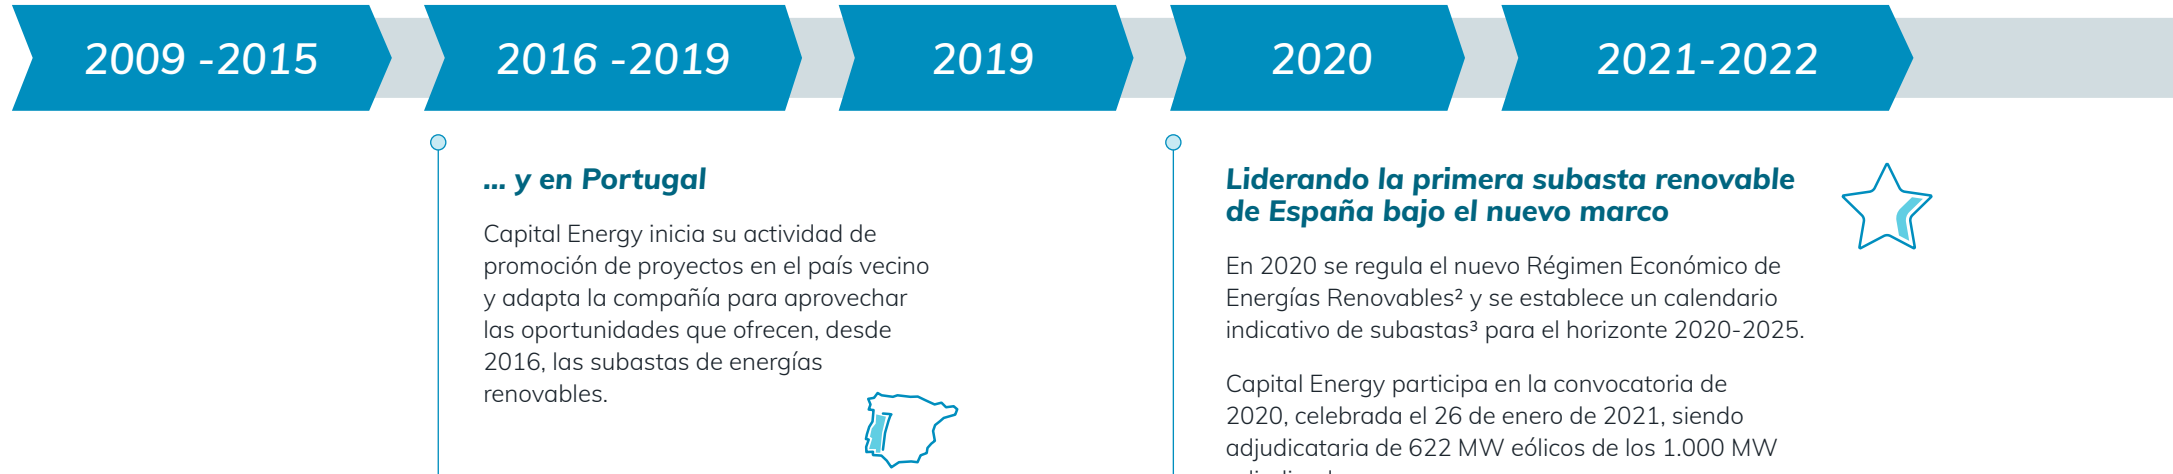 2009 -2015
2016 -2019
2019
2020
2021-2022
... y en Portugal
Capital Energy inicia su actividad de
promoción de proyectos en el país vecino
y adapta la compañía para aprovechar
las oportunidades que ofrecen, desde
2016, las subastas de energías
renovables.
Liderando la primera subasta renovable
de España bajo el nuevo marco
En 2020 se regula el nuevo Régimen Económico de
Energías Renovables² y se establece un calendario
indicativo de subastas³ para el horizonte 2020-2025.
Capital Energy participa en la convocatoria de
2020, celebrada el 26 de enero de 2021, siendo
adjudicataria de 622 MW eólicos de los 1.000 MW